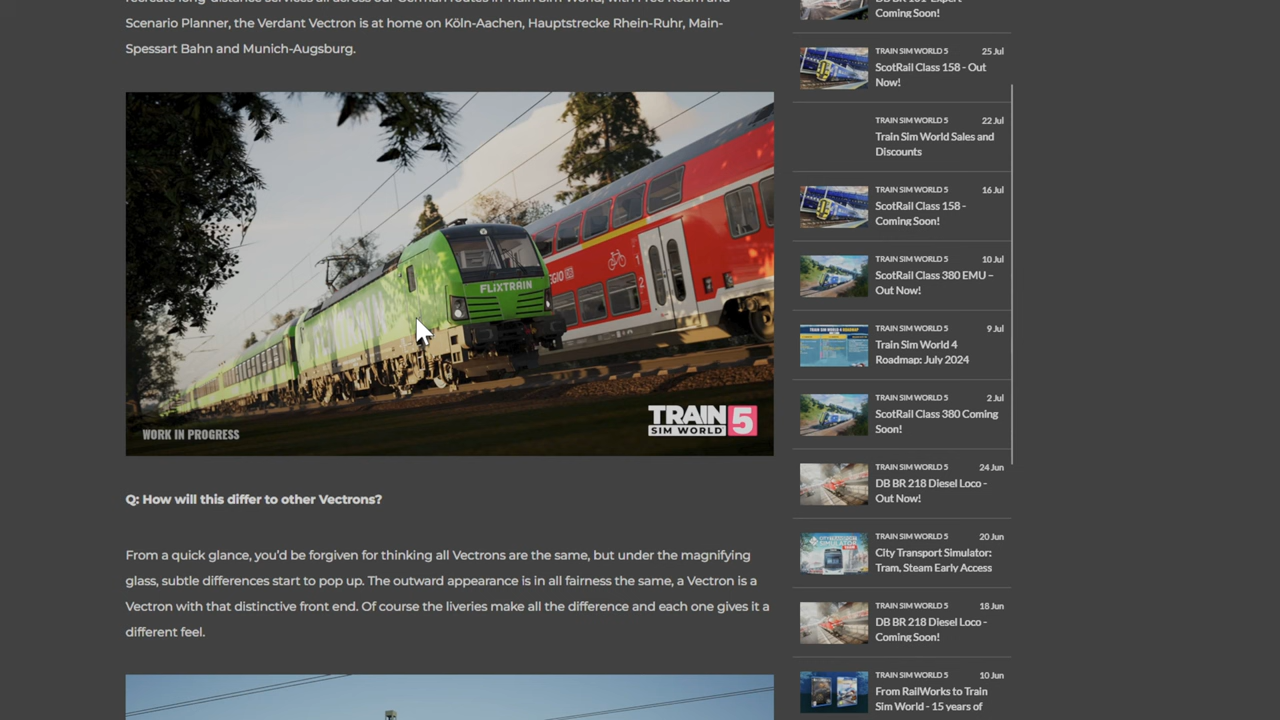 Scenario Planner, the Verdant Vectron is at home on Köln-Aachen, Hauptstrecke Rhein-Ruhr, Main-
Spessart Bahn and Munich-Augsburg.
FLiXTRAiN
REGIO
1
2
WORK IN PROGRESS
TRAIN
SIM WORLD
5
Q: How will this differ to other Vectrons?
From a quick glance, you'd be forgiven for thinking all Vectrons are the same, but under the magnifying
glass, subtle differences start to pop up. The outward appearance is in all fairness the same, a Vectron is a
Vectron with that distinctive front end. Of course the liveries make all the difference and each one gives it a
different feel.
Coming Soon!
TRAIN SIM WORLD 5 25 Jul
ScotRail Class 158 - Out
Now!
TRAIN SIM WORLD 5 22 Jul
Train Sim World Sales and
Discounts
TRAIN SIM WORLD 5 16 Jul
ScotRail Class 158 -
Coming Soon!
TRAIN SIM WORLD 5 10 Jul
ScotRail Class 380 EMU –
Out Now!
TRAIN SIM WORLD 5 9 Jul
Train Sim World 4
Roadmap: July 2024
TRAIN SIM WORLD 5 2 Jul
ScotRail Class 380 Coming
Soon!
TRAIN SIM WORLD 5 24 Jun
DB BR 218 Diesel Loco -
Out Now!
TRAIN SIM WORLD 5 20 Jun
City Transport Simulator:
Tram, Steam Early Access
TRAIN SIM WORLD 5 18 Jun
DB BR 218 Diesel Loco -
Coming Soon!
TRAIN SIM WORLD 5 10 Jun
From RailWorks to Train
Sim World - 15 years of